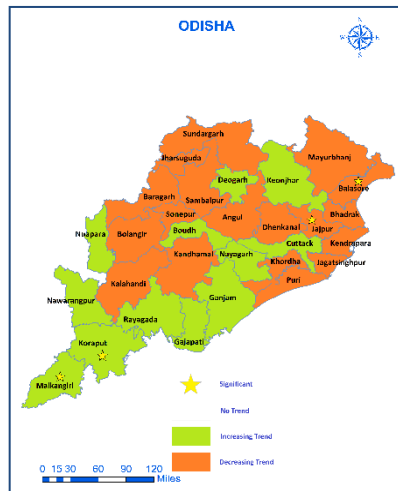 ODISHA
Sundargarh
Jharsuguda
Mayurbhanj
Deogarh
Keonjhar
Balasore
Baragarh
Sambalpur
Sonepur
Angul
Bhadrak
Nuapara
Bolangir
Boudh
Dhenkanal
Jajpur
Kendrapara
Cuttack
Kandhamal
Nayagarh
Khordha
Jagatsinghpur
Kalahandi
Puri
Nawarangpur
Ganjam
Rayagada
Koraput
Gajapati
Malkangiri
Significant
No Trend
Increasing Trend
Decreasing Trend
0 15 30 60 90 120
Miles